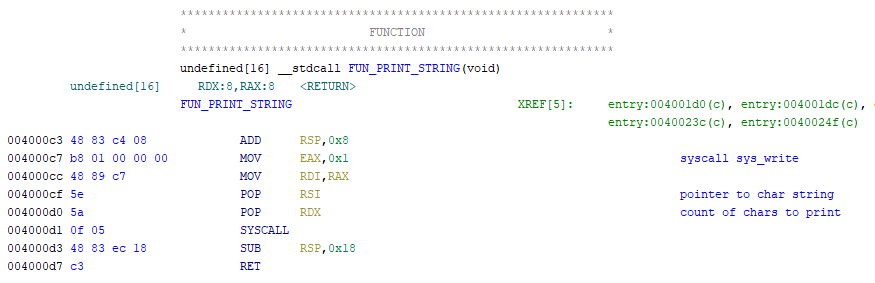 **************************************************************
* FUNCTION *
**************************************************************
undefined[16] __stdcall FUN_PRINT_STRING(void)
undefined[16] RDX:8,RAX:8 <RETURN>
FUN_PRINT_STRING XREF[5]: entry:004001d0(c), entry:004001dc(c),
entry:0040023c(c), entry:0040024f(c)
004000c3 48 83 c4 08 ADD RSP,0x8
004000c7 b8 01 00 00 00 MOV EAX,0x1 syscall sys_write
004000cc 48 89 c7 MOV RDI,RAX
004000cf 5e POP RSI pointer to char string
004000d0 5a POP RDX count of chars to print
004000d1 0f 05 SYSCALL
004000d3 48 83 ec 18 SUB RSP,0x18
004000d7 c3 RET